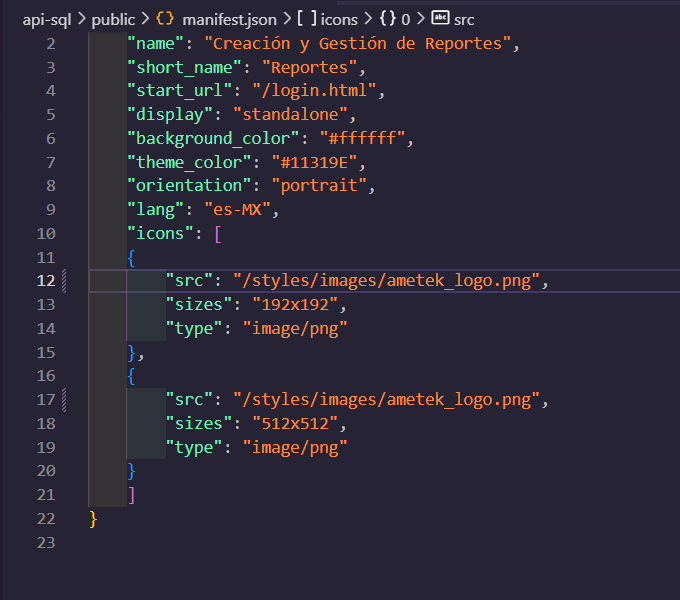 api-sql > public > {} manifest.json > [ ] icons > {} 0 > abc src
2 "name": "Creación y Gestión de Reportes",
3 "short_name": "Reportes",
4 "start_url": "/login.html",
5 "display": "standalone",
6 "background_color": "#ffffff",
7 "theme_color": "#11319E",
8 "orientation": "portrait",
9 "lang": "es-MX",
10 "icons": [
11 {
12 "src": "/styles/images/ametek_logo.png",
13 "sizes": "192x192",
14 "type": "image/png"
15 },
16 {
17 "src": "/styles/images/ametek_logo.png",
18 "sizes": "512x512",
19 "type": "image/png"
20 }
21 ]
22 }
23